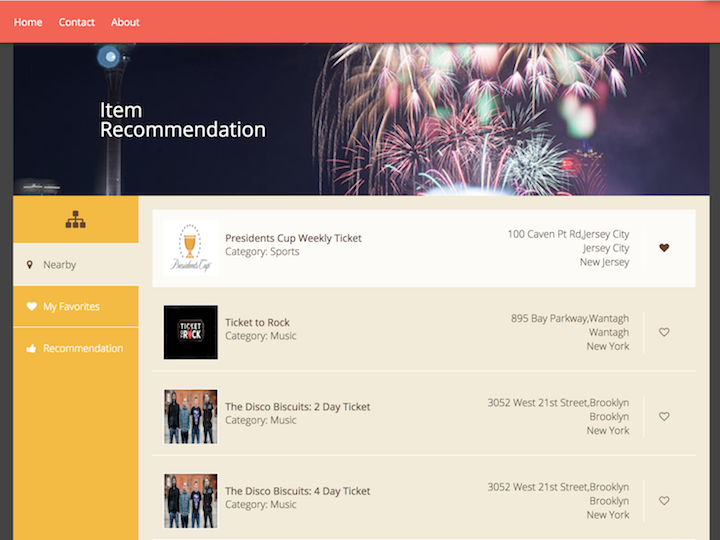 Home Contact About
Item
Recommendation
Nearby
My Favorites
Recommendation
Presidents Cup
Presidents Cup Weekly Ticket
Category: Sports
100 Caven Pt Rd,Jersey City
Jersey City
New Jersey
TICKET
TO ROCK
Ticket to Rock
Category: Music
895 Bay Parkway,Wantagh
Wantagh
New York
The Disco Biscuits: 2 Day Ticket
Category: Music
3052 West 21st Street,Brooklyn
Brooklyn
New York
The Disco Biscuits: 4 Day Ticket
Category: Music
3052 West 21st Street,Brooklyn
Brooklyn
New York